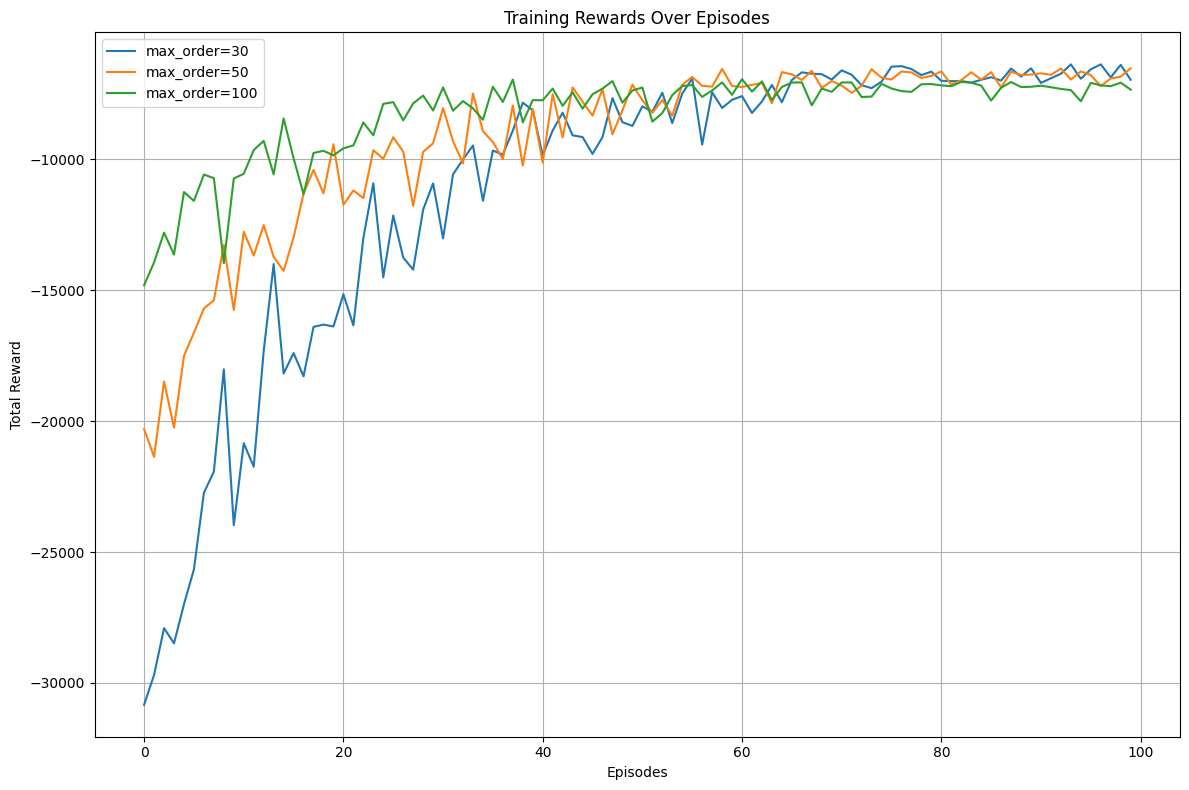 Training Rewards Over Episodes
max_order=30
max_order=50
max_order=100
Total Reward
−10000
−15000
−20000
−25000
−30000
0
20
40
60
80
100
Episodes